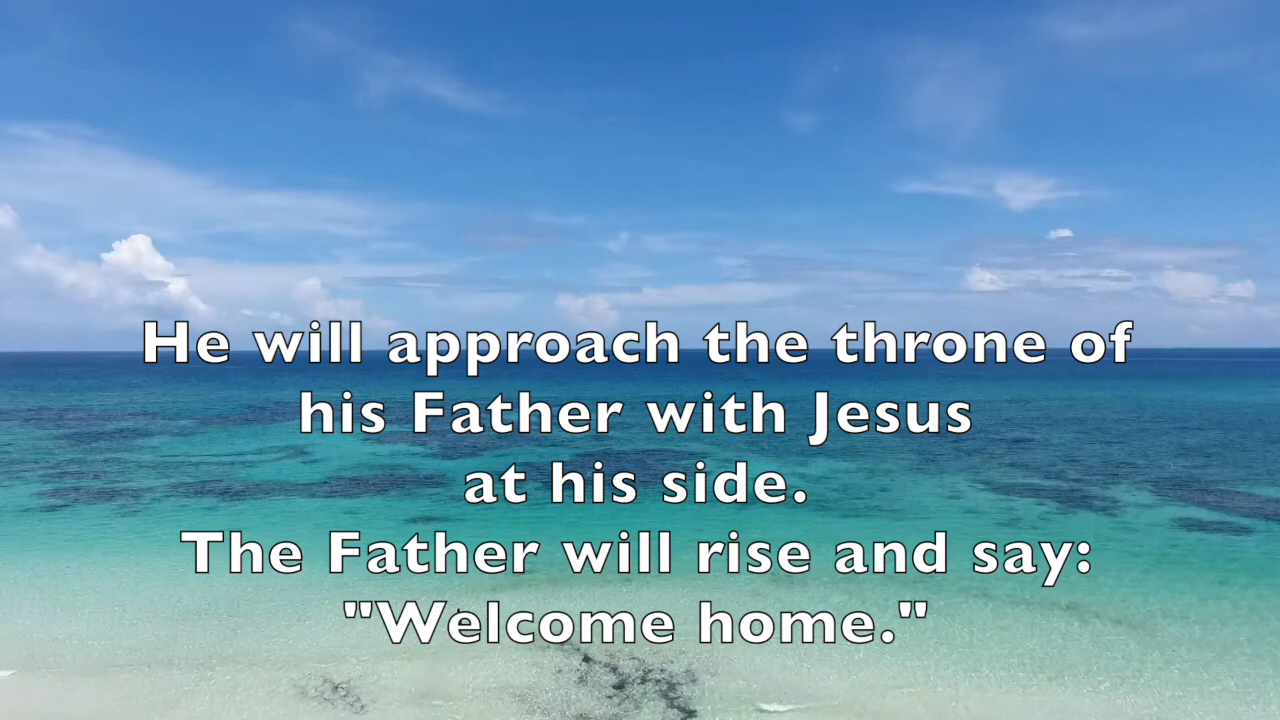 He will approach the throne of
his Father with Jesus
at his side.
The Father will rise and say:
"Welcome home."